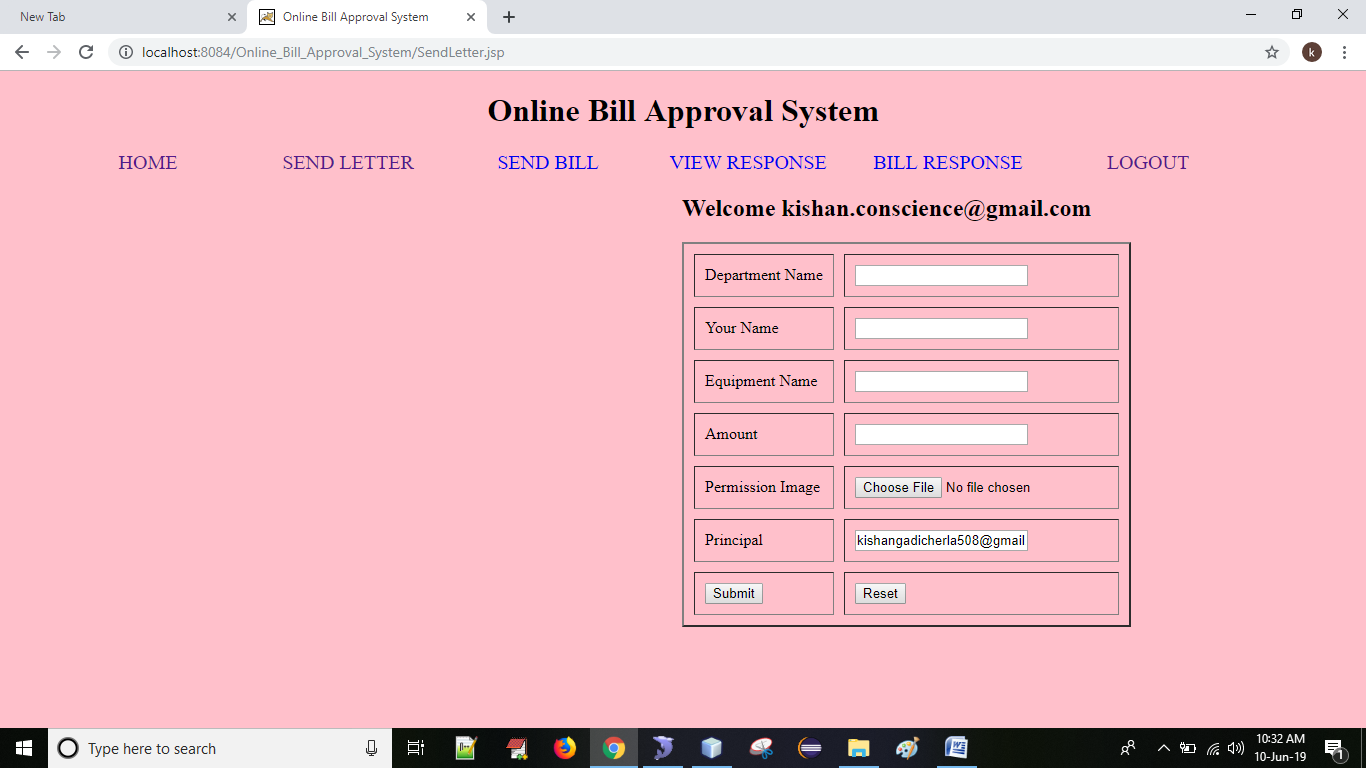 New Tab
Online Bill Approval System
localhost:8084/Online_Bill_Approval_System/SendLetter.jsp
k
Online Bill Approval System
HOME SEND LETTER SEND BILL VIEW RESPONSE BILL RESPONSE LOGOUT
Welcome kishan.conscience@gmail.com
Department Name
Your Name
Equipment Name
Amount
Permission Image Choose File No file chosen
Principal kishangadicherla508@gmail
Submit Reset
Type here to search
10:32 AM
10-Jun-19
1